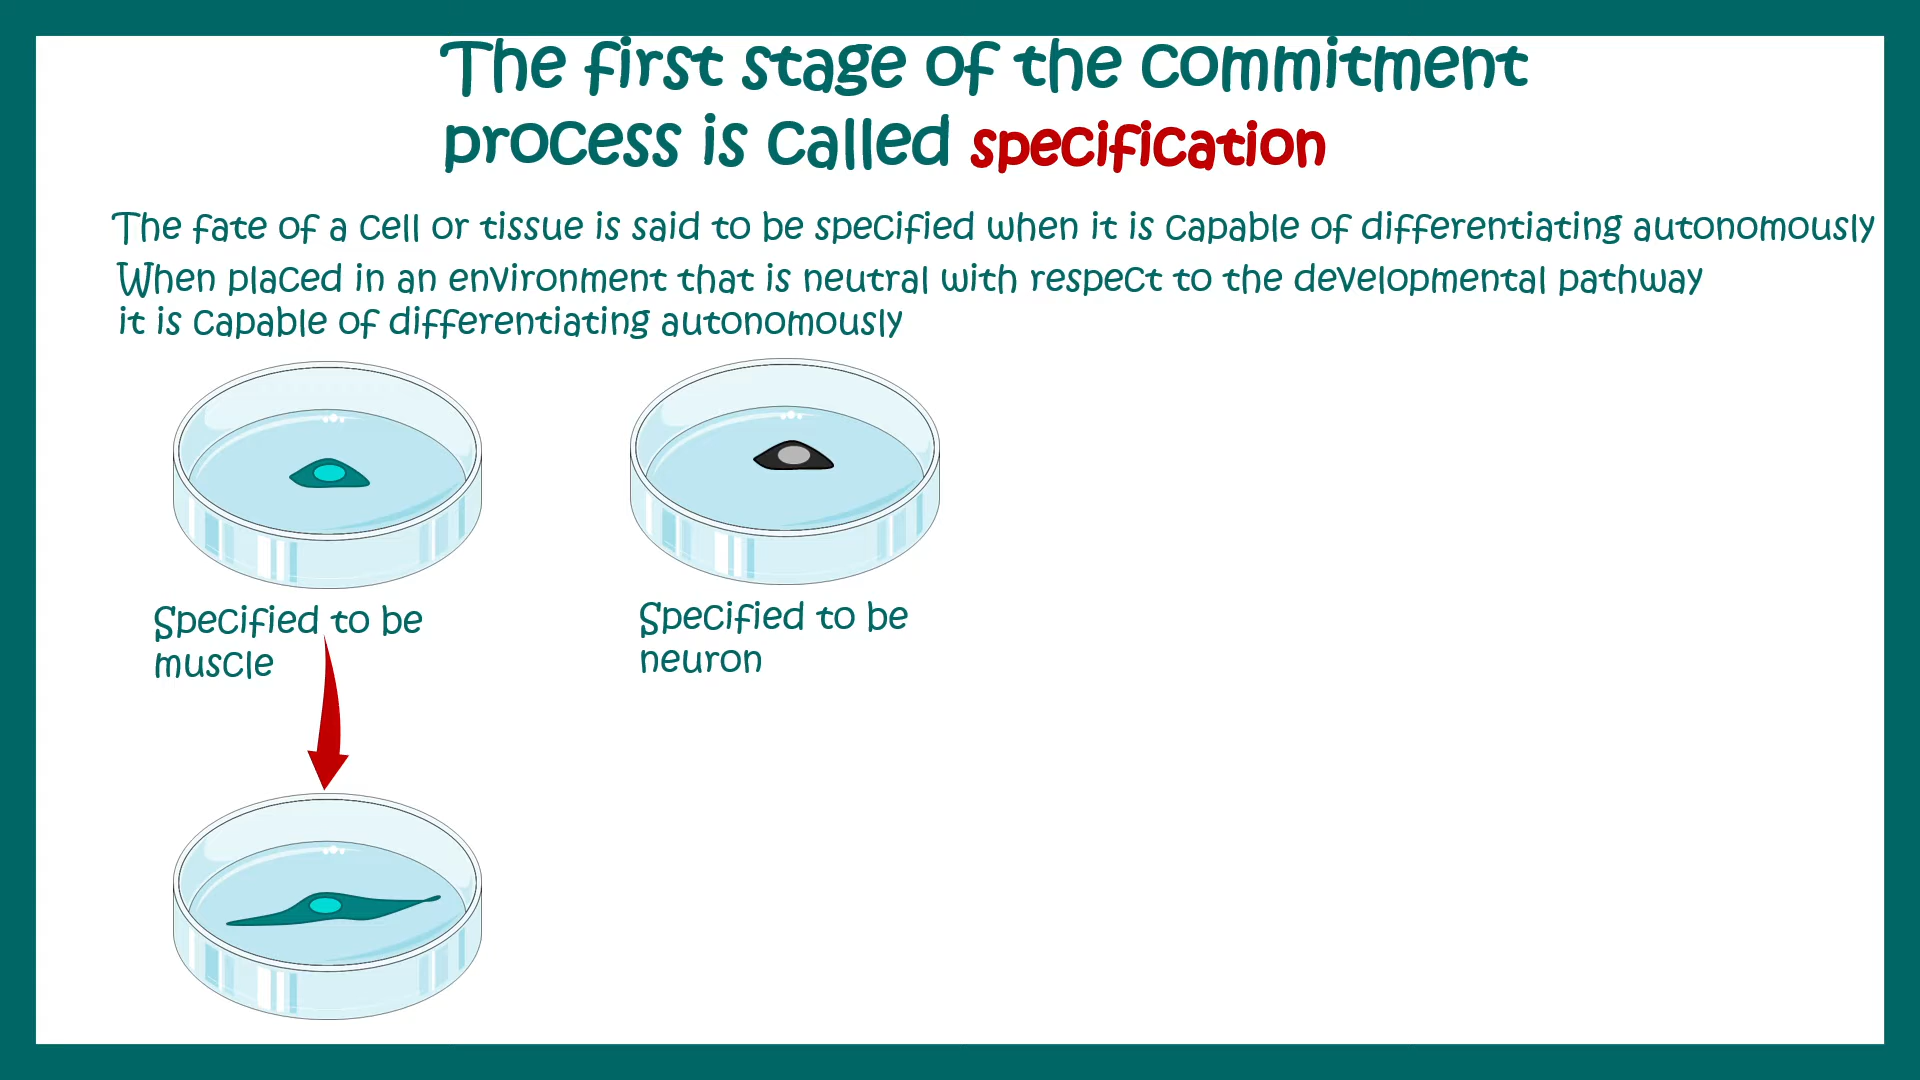 The first stage of the commitment
process is called specification
The fate of a cell or tissue is said to be specified when it is capable of differentiating autonomously
When placed in an environment that is neutral with respect to the developmental pathway
it is capable of differentiating autonomously
Specified to be
muscle
Specified to be
neuron